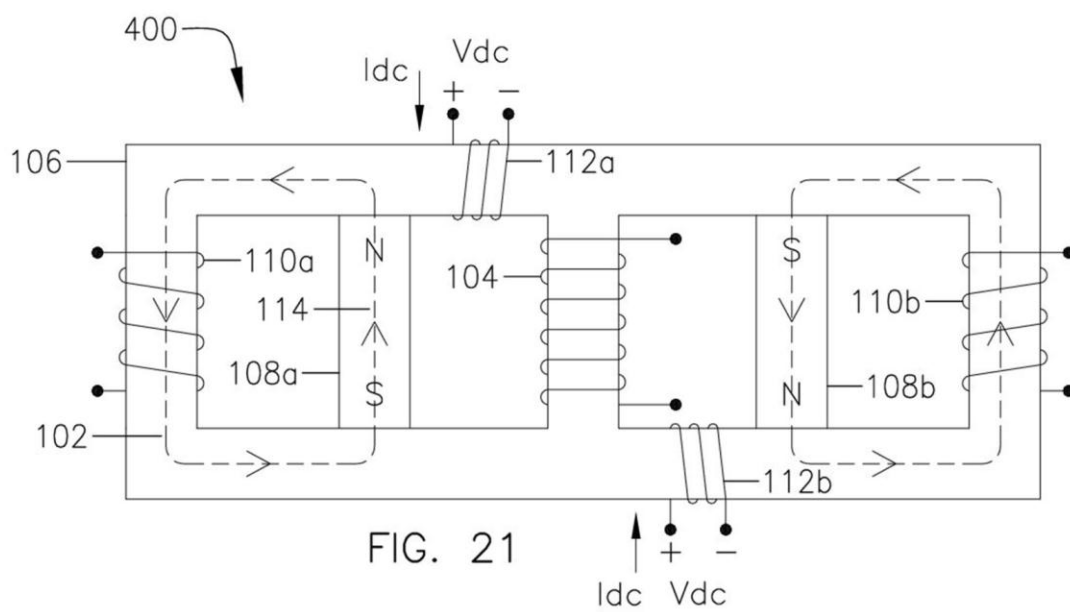 400
Idc
Vdc
+ −
106
112a
N
S
110a
104
110b
114
108a
S
N
108b
102
112b
FIG. 21
+ −
Idc Vdc